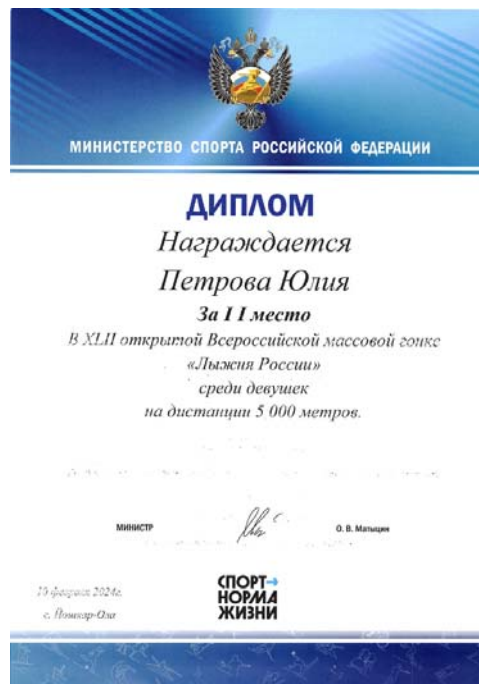 МИНИСТЕРСТВО СПОРТА РОССИЙСКОЙ ФЕДЕРАЦИИ
ДИПЛОМ
Награждается
Петрова Юлия
За I I место
В XLII открытой Всероссийской массовой гонке
«Лыжня России»
среди девушек
на дистанции 5 000 метров.
МИНИСТР
О. В. Матыцин
февраля 2024г.
г. Йошкар-Ола
СПОРТ→
НОРМА
ЖИЗНИ